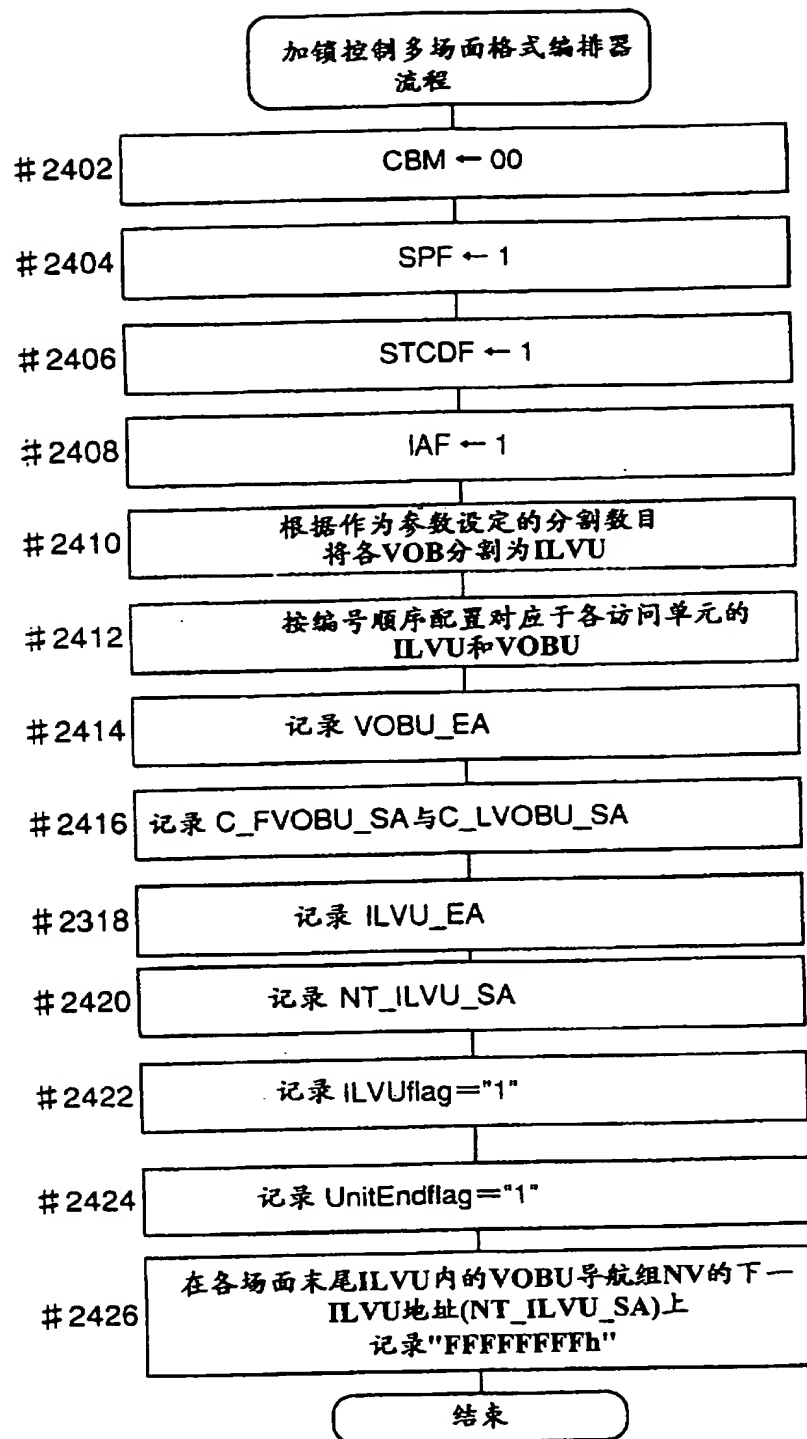 加锁控制多场面格式编排器
流程
#2402
CBM ← 00
#2404
SPF ← 1
#2406
STCDF ← 1
#2408
IAF ← 1
#2410
根据作为参数设定的分割数目
将各VOB分割为ILVU
#2412
按编号顺序配置对应于各访问单元的
ILVU和VOBU
#2414
记录 VOBU_EA
#2416
记录 C_FVOBU_SA与C_LVOBU_SA
#2318
记录 ILVU_EA
#2420
记录 NT_ILVU_SA
#2422
记录 ILVUflag="1"
#2424
记录 UnitEndflag="1"
#2426
在各场面末尾ILVU内的VOBU导航组NV的下一
ILVU地址(NT_ILVU_SA)上
记录"FFFFFFFFh"
结束